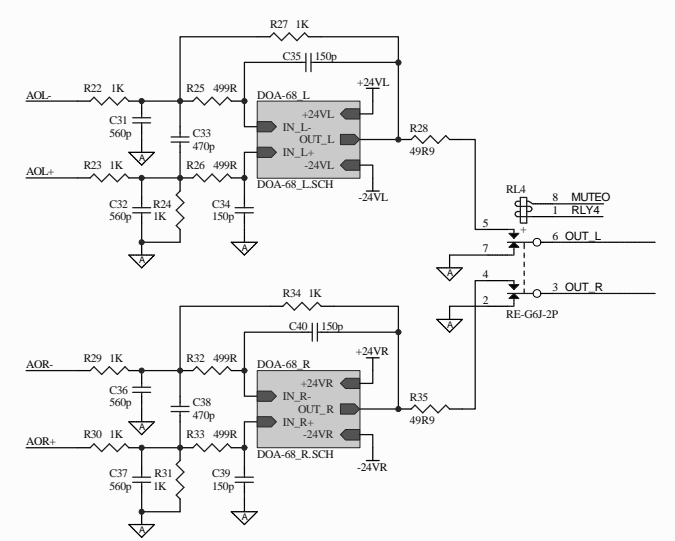 R27 1K
C35 150p
+24VL
AOL-
R22 1K
R25 499R
DOA-68_L
+24VL
C31
560p
C33
470p
IN_L-
OUT_L
IN_L+
-24VL
R28
49R9
A
AOL+
R23 1K
R26 499R
DOA-68_L.SCH
-24VL
C32
560p
R24
1K
C34
150p
A
A
RL4
8 MUTEO
1 RLY4
5
+
6 OUT_L
7
A
4
3 OUT_R
2
A
RE-G6J-2P
R34 1K
C40 150p
+24VR
AOR-
R29 1K
R32 499R
DOA-68_R
+24VR
C36
560p
C38
470p
IN_R-
OUT_R
IN_R+
-24VR
R35
49R9
A
AOR+
R30 1K
R33 499R
DOA-68_R.SCH
-24VR
C37
560p
R31
1K
C39
150p
A
A